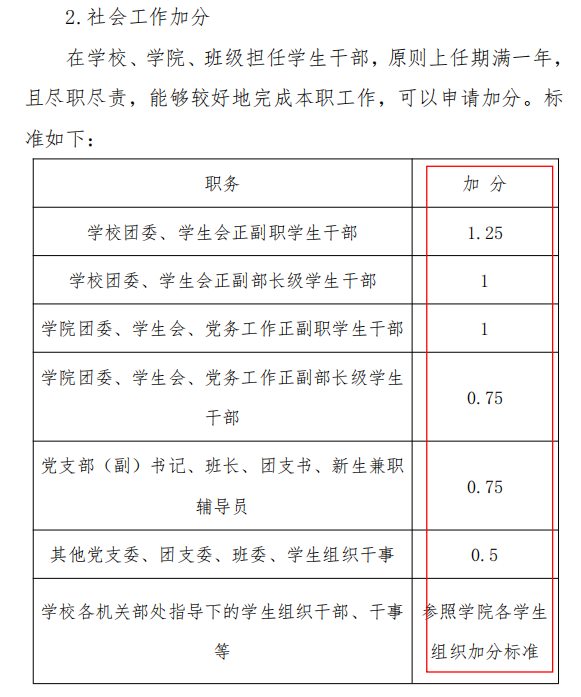 2.社会工作加分
在学校、学院、班级担任学生干部，原则上任期满一年，
且尽职尽责，能够较好地完成本职工作，可以申请加分。标
准如下：
职务
加 分
学校团委、学生会正副职学生干部
1.25
学校团委、学生会正副部长级学生干部
1
学院团委、学生会、党务工作正副职学生干部
1
学院团委、学生会、党务工作正副部长级学生
干部
0.75
党支部（副）书记、班长、团支书、新生兼职
辅导员
0.75
其他党支委、团支委、班委、学生组织干事
0.5
学校各机关部处指导下的学生组织干部、干事
等
参照学院各学生
组织加分标准